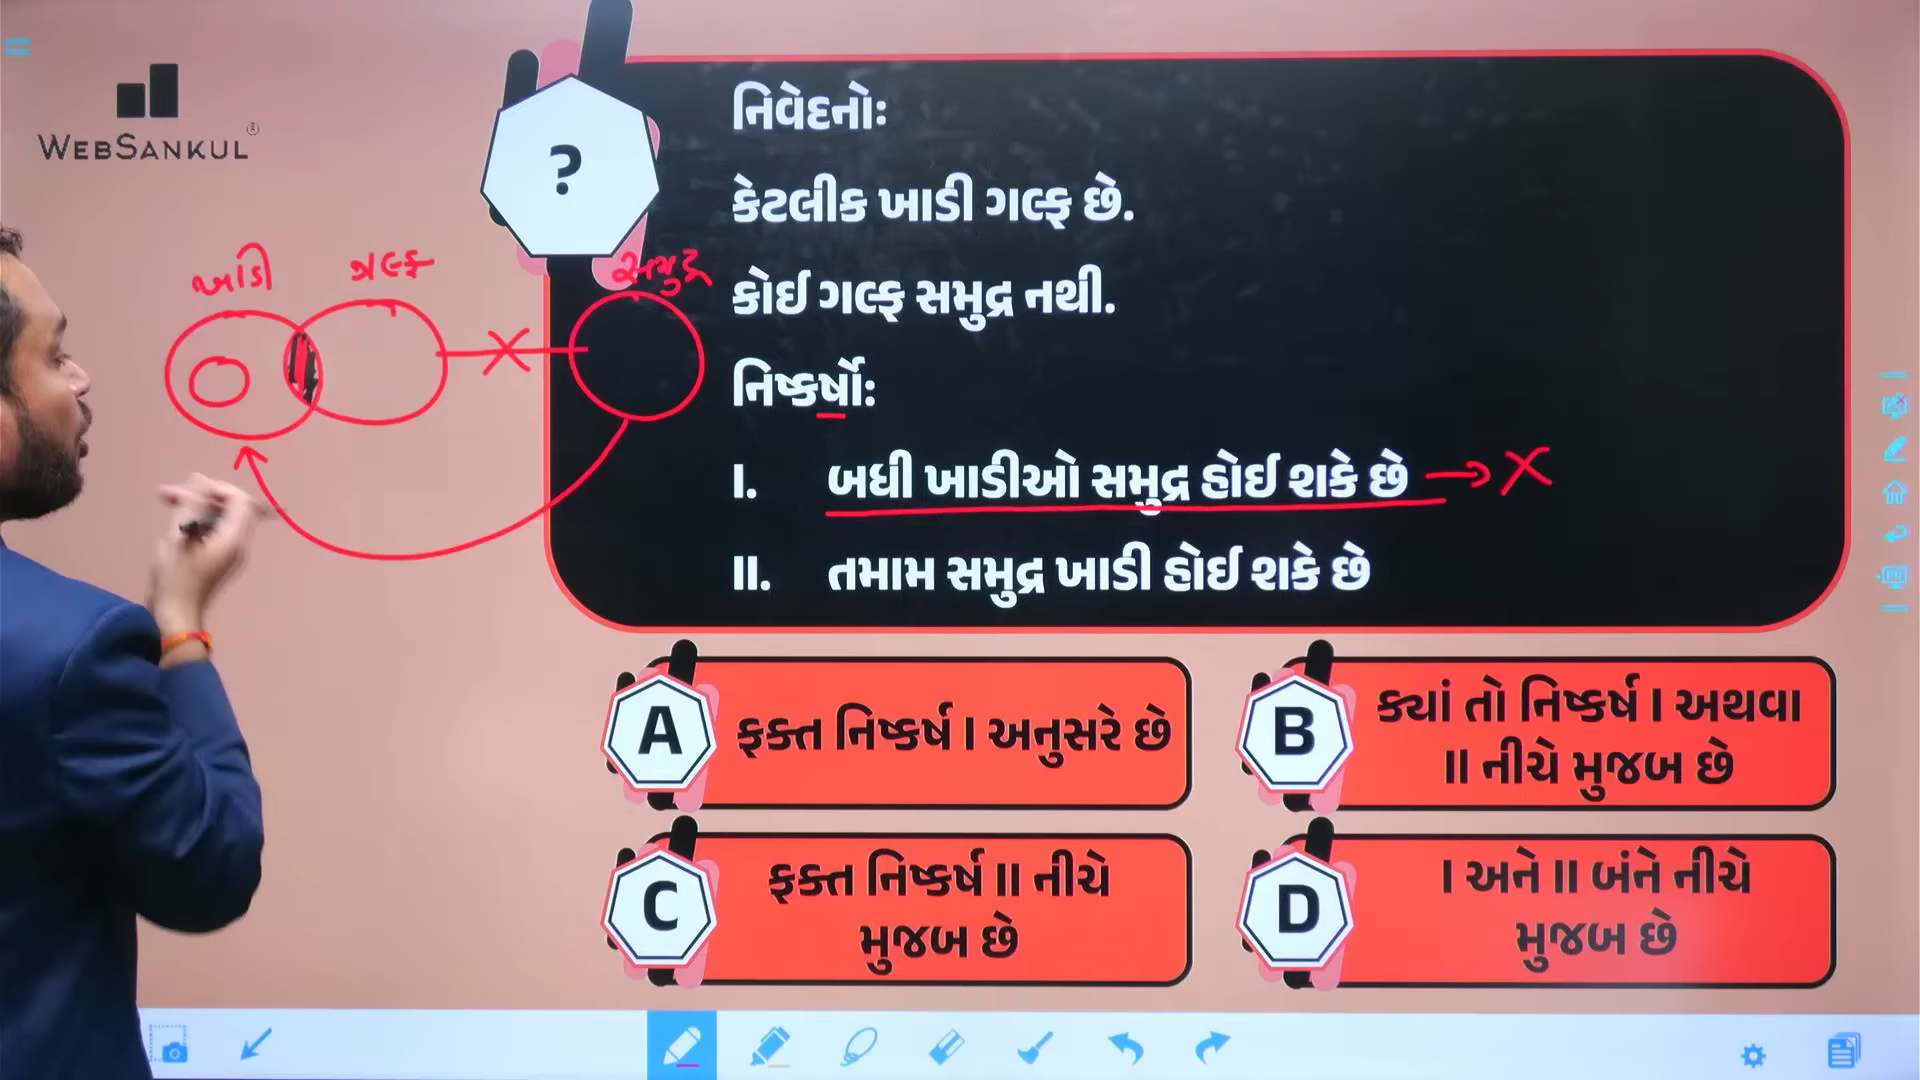 WEBSANKUL
?
નિવેદનો:
કેટલીક ખાડી ગલ્ફ છે.
કોઈ ગલ્ફ સમુદ્ર નથી.
નિષ્કર્ષો:
I. બધી ખાડીઓ સમુદ્ર હોઈ શકે છે
II. તમામ સમુદ્ર ખાડી હોઈ શકે છે
ખાડી ગલ્ફ સમુદ્ર
A ફક્ત નિષ્કર્ષ I અનુસરે છે
B ક્યાં તો નિષ્કર્ષ I અથવા
II નીચે મુજબ છે
C ફક્ત નિષ્કર્ષ II નીચે
મુજબ છે
D I અને II બંને નીચે
મુજબ છે